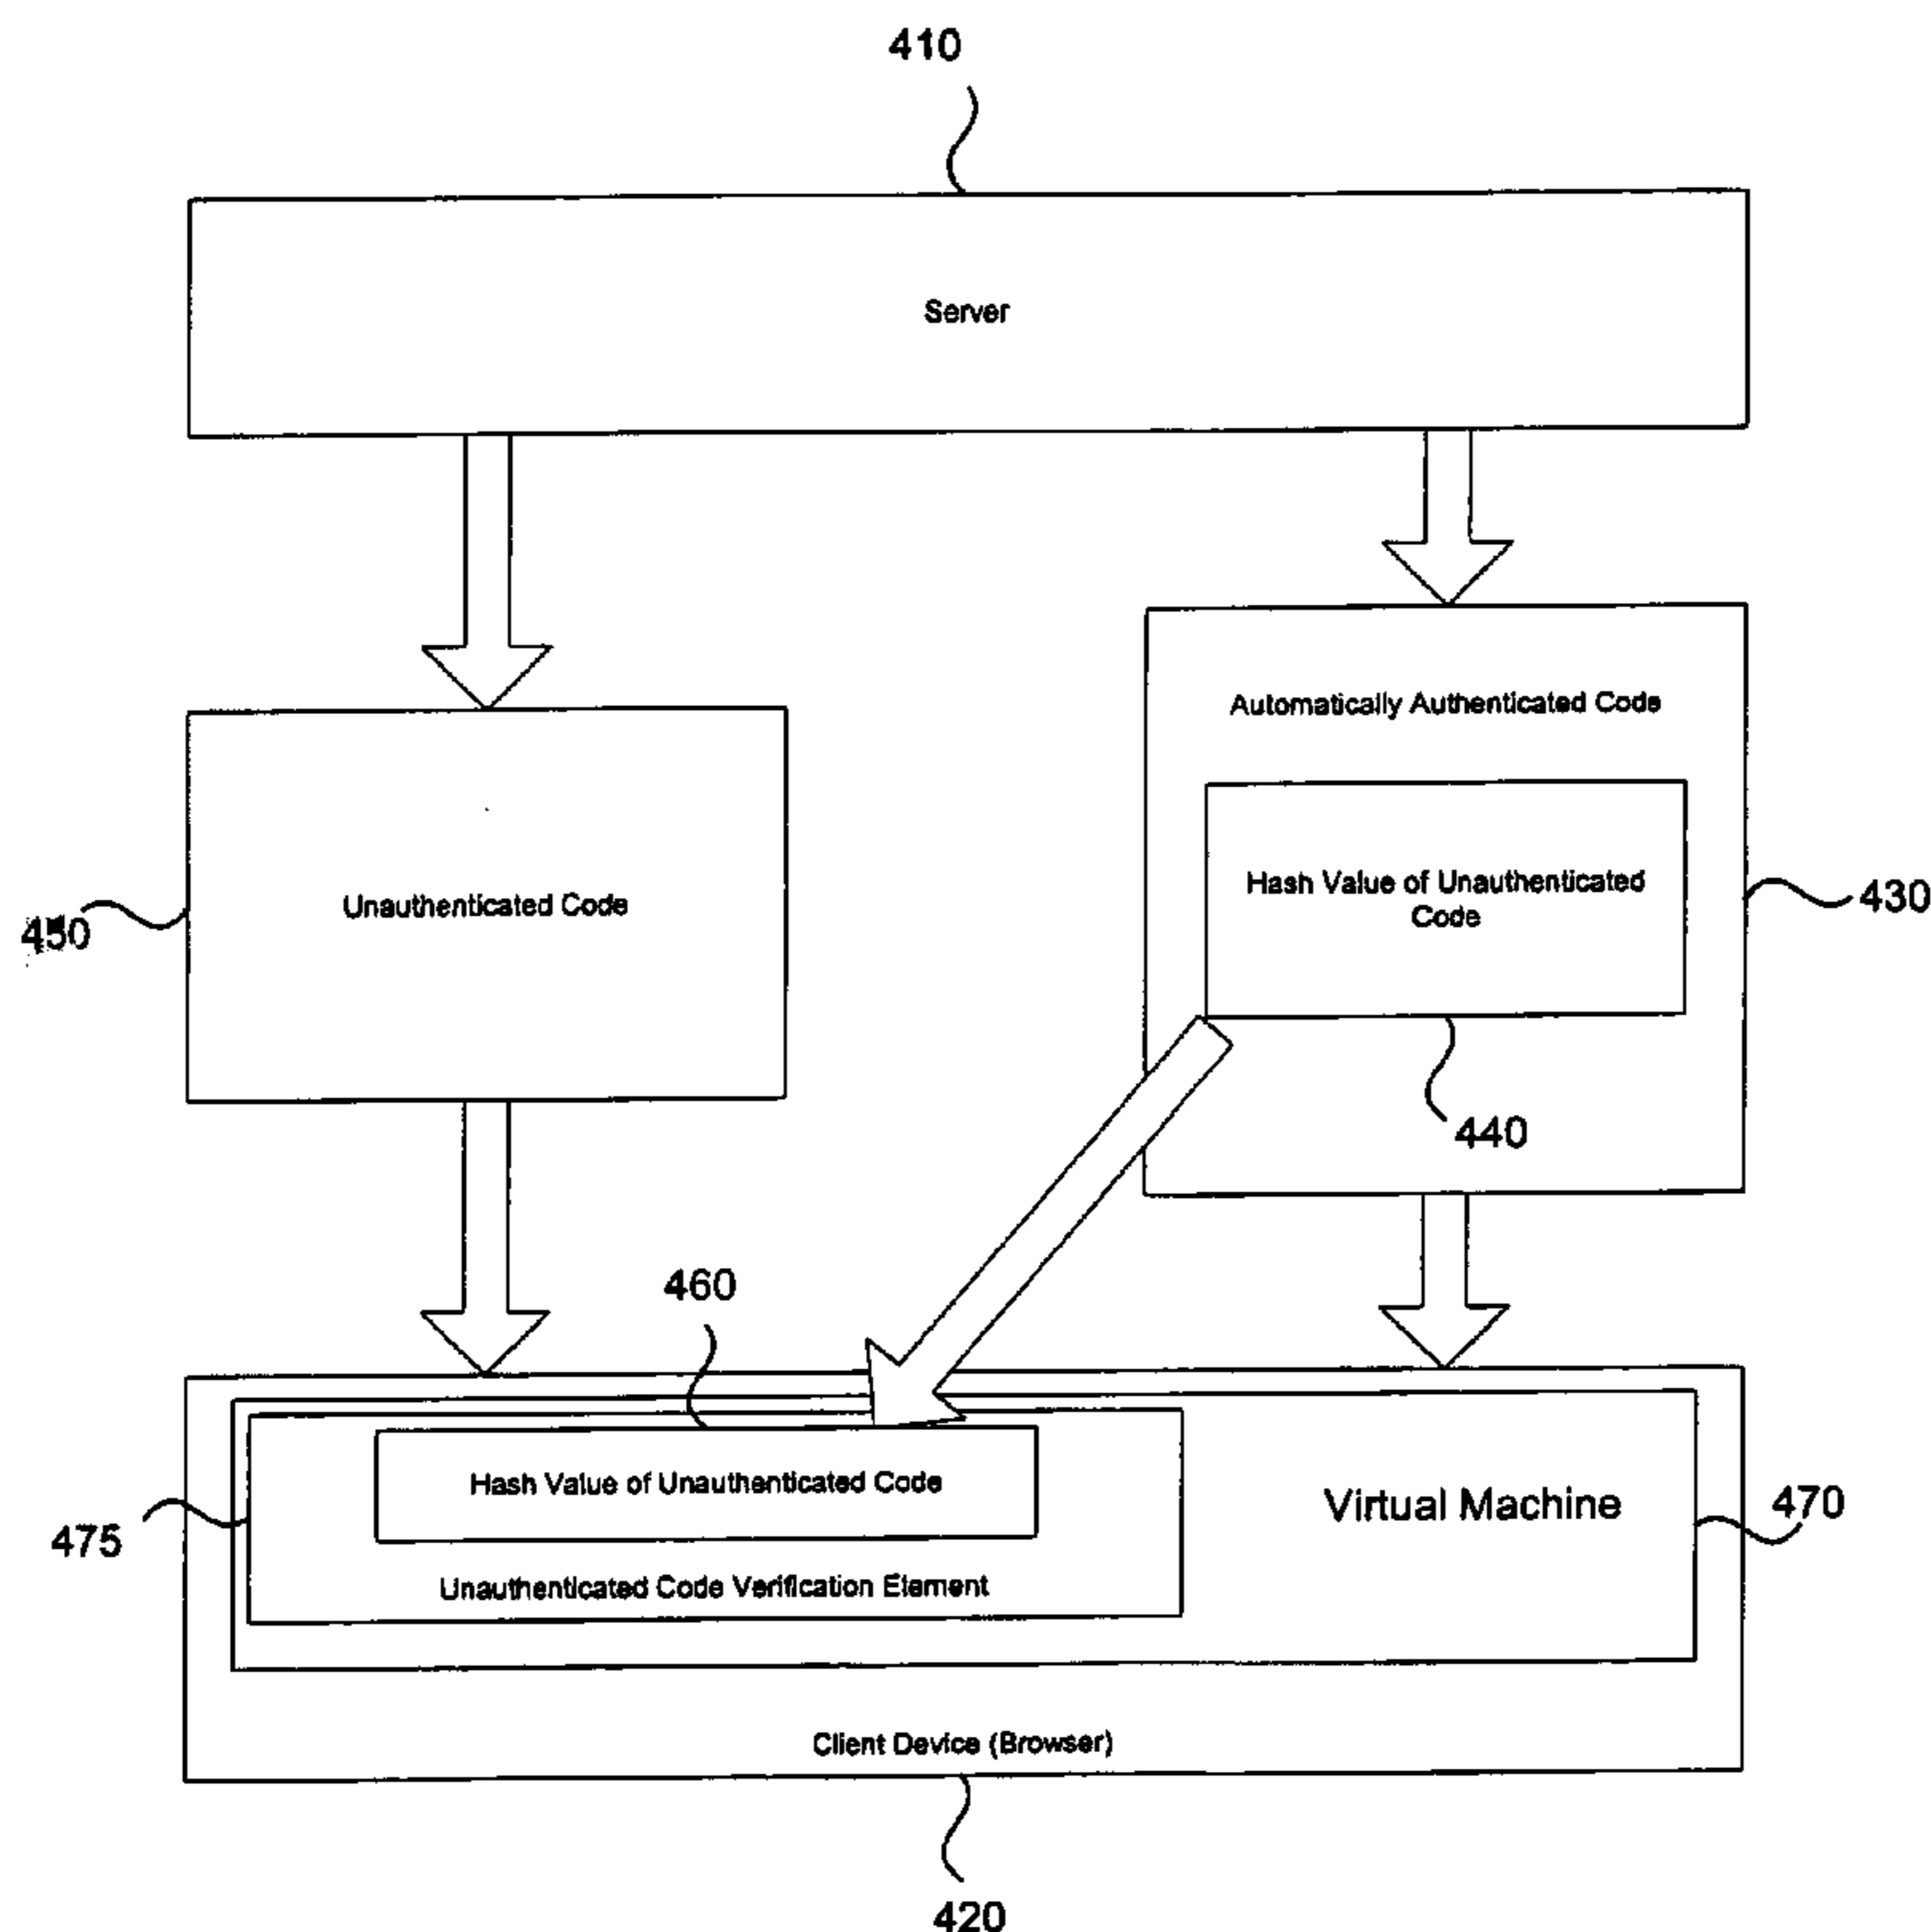 410
Server
Automatically Authenticated Code
Hash Value of Unauthenticated
Code
430
Unauthenticated Code
450
440
460
Hash Value of Unauthenticated Code
Virtual Machine
470
475
Unauthenticated Code Verification Element
Client Device (Browser)
420